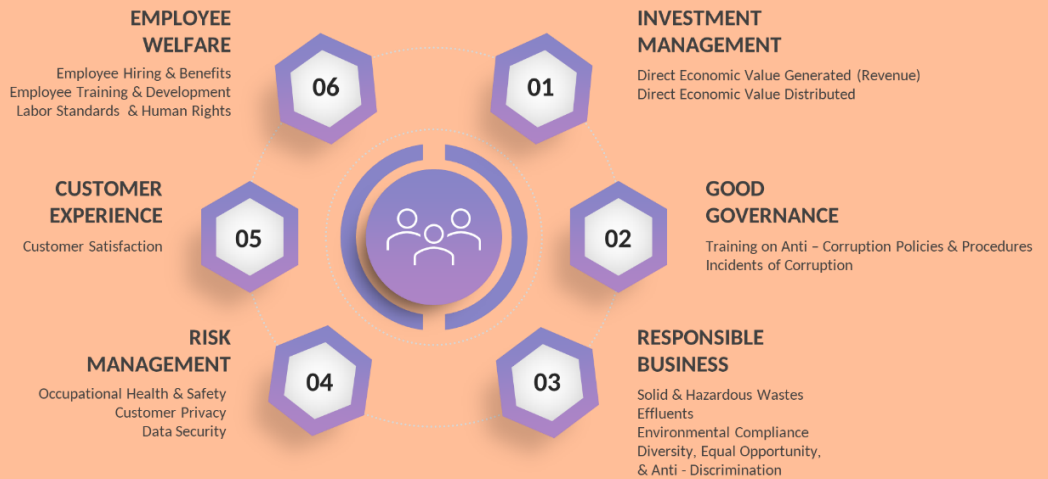 01
INVESTMENT
MANAGEMENT
Direct Economic Value Generated (Revenue)
Direct Economic Value Distributed
02
GOOD
GOVERNANCE
Training on Anti – Corruption Policies & Procedures
Incidents of Corruption
03
RESPONSIBLE
BUSINESS
Solid & Hazardous Wastes
Effluents
Environmental Compliance
Diversity, Equal Opportunity,
& Anti - Discrimination
04
RISK
MANAGEMENT
Occupational Health & Safety
Customer Privacy
Data Security
05
CUSTOMER
EXPERIENCE
Customer Satisfaction
06
EMPLOYEE
WELFARE
Employee Hiring & Benefits
Employee Training & Development
Labor Standards & Human Rights